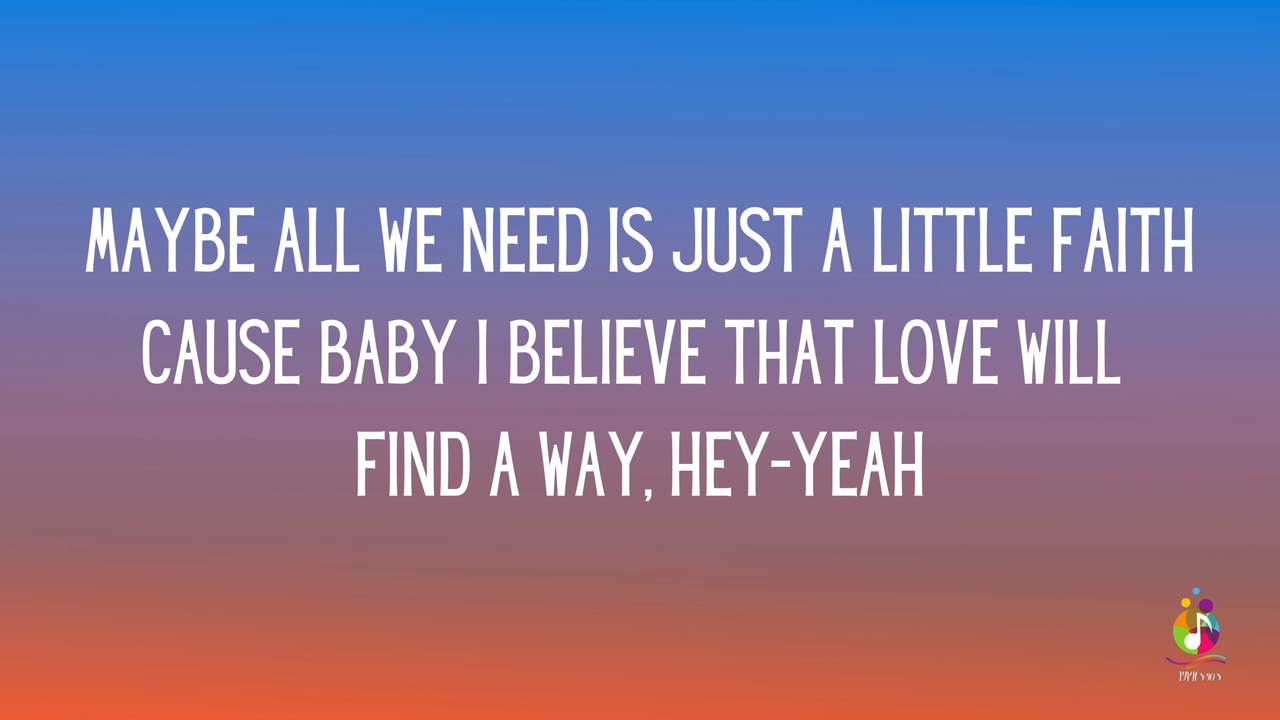 MAYBE ALL WE NEED IS JUST A LITTLE FAITH
CAUSE BABY I BELIEVE THAT LOVE WILL
FIND A WAY, HEY-YEAH